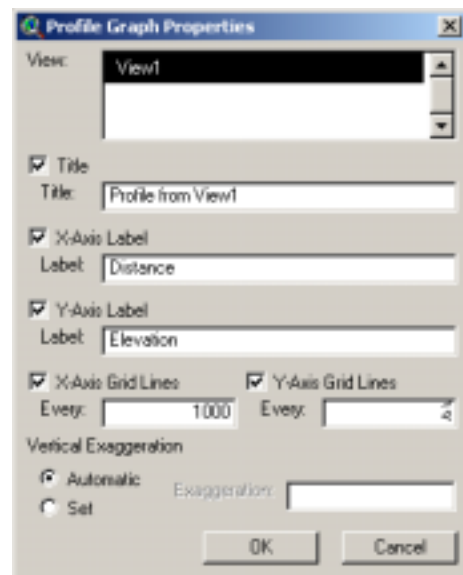 Profile Graph Properties
View:
View1
Title
Title: Profile from View1
X-Axis Label
Label: Distance
Y-Axis Label
Label: Elevation
X-Axis Grid Lines Y-Axis Grid Lines
Every: 1000 Every:
Vertical Exaggeration
Automatic
Exaggeration:
Set
OK Cancel